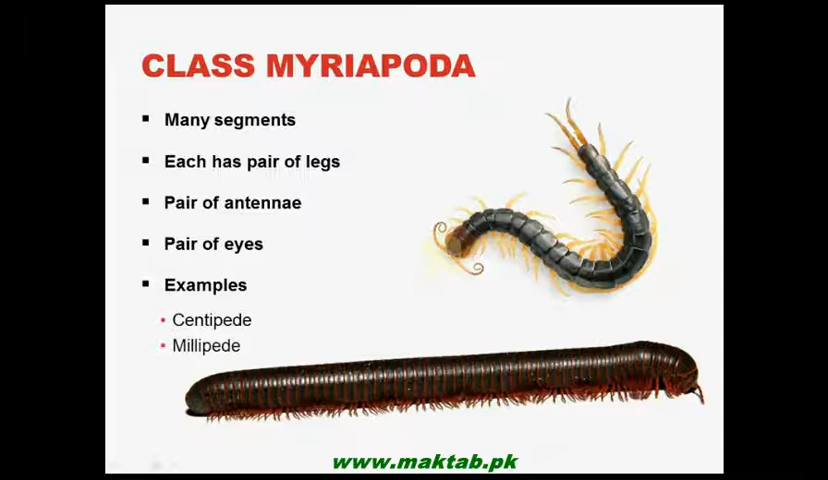 CLASS MYRIAPODA
▪ Many segments
▪ Each has pair of legs
▪ Pair of antennae
▪ Pair of eyes
▪ Examples
• Centipede
• Millipede
www.maktab.pk